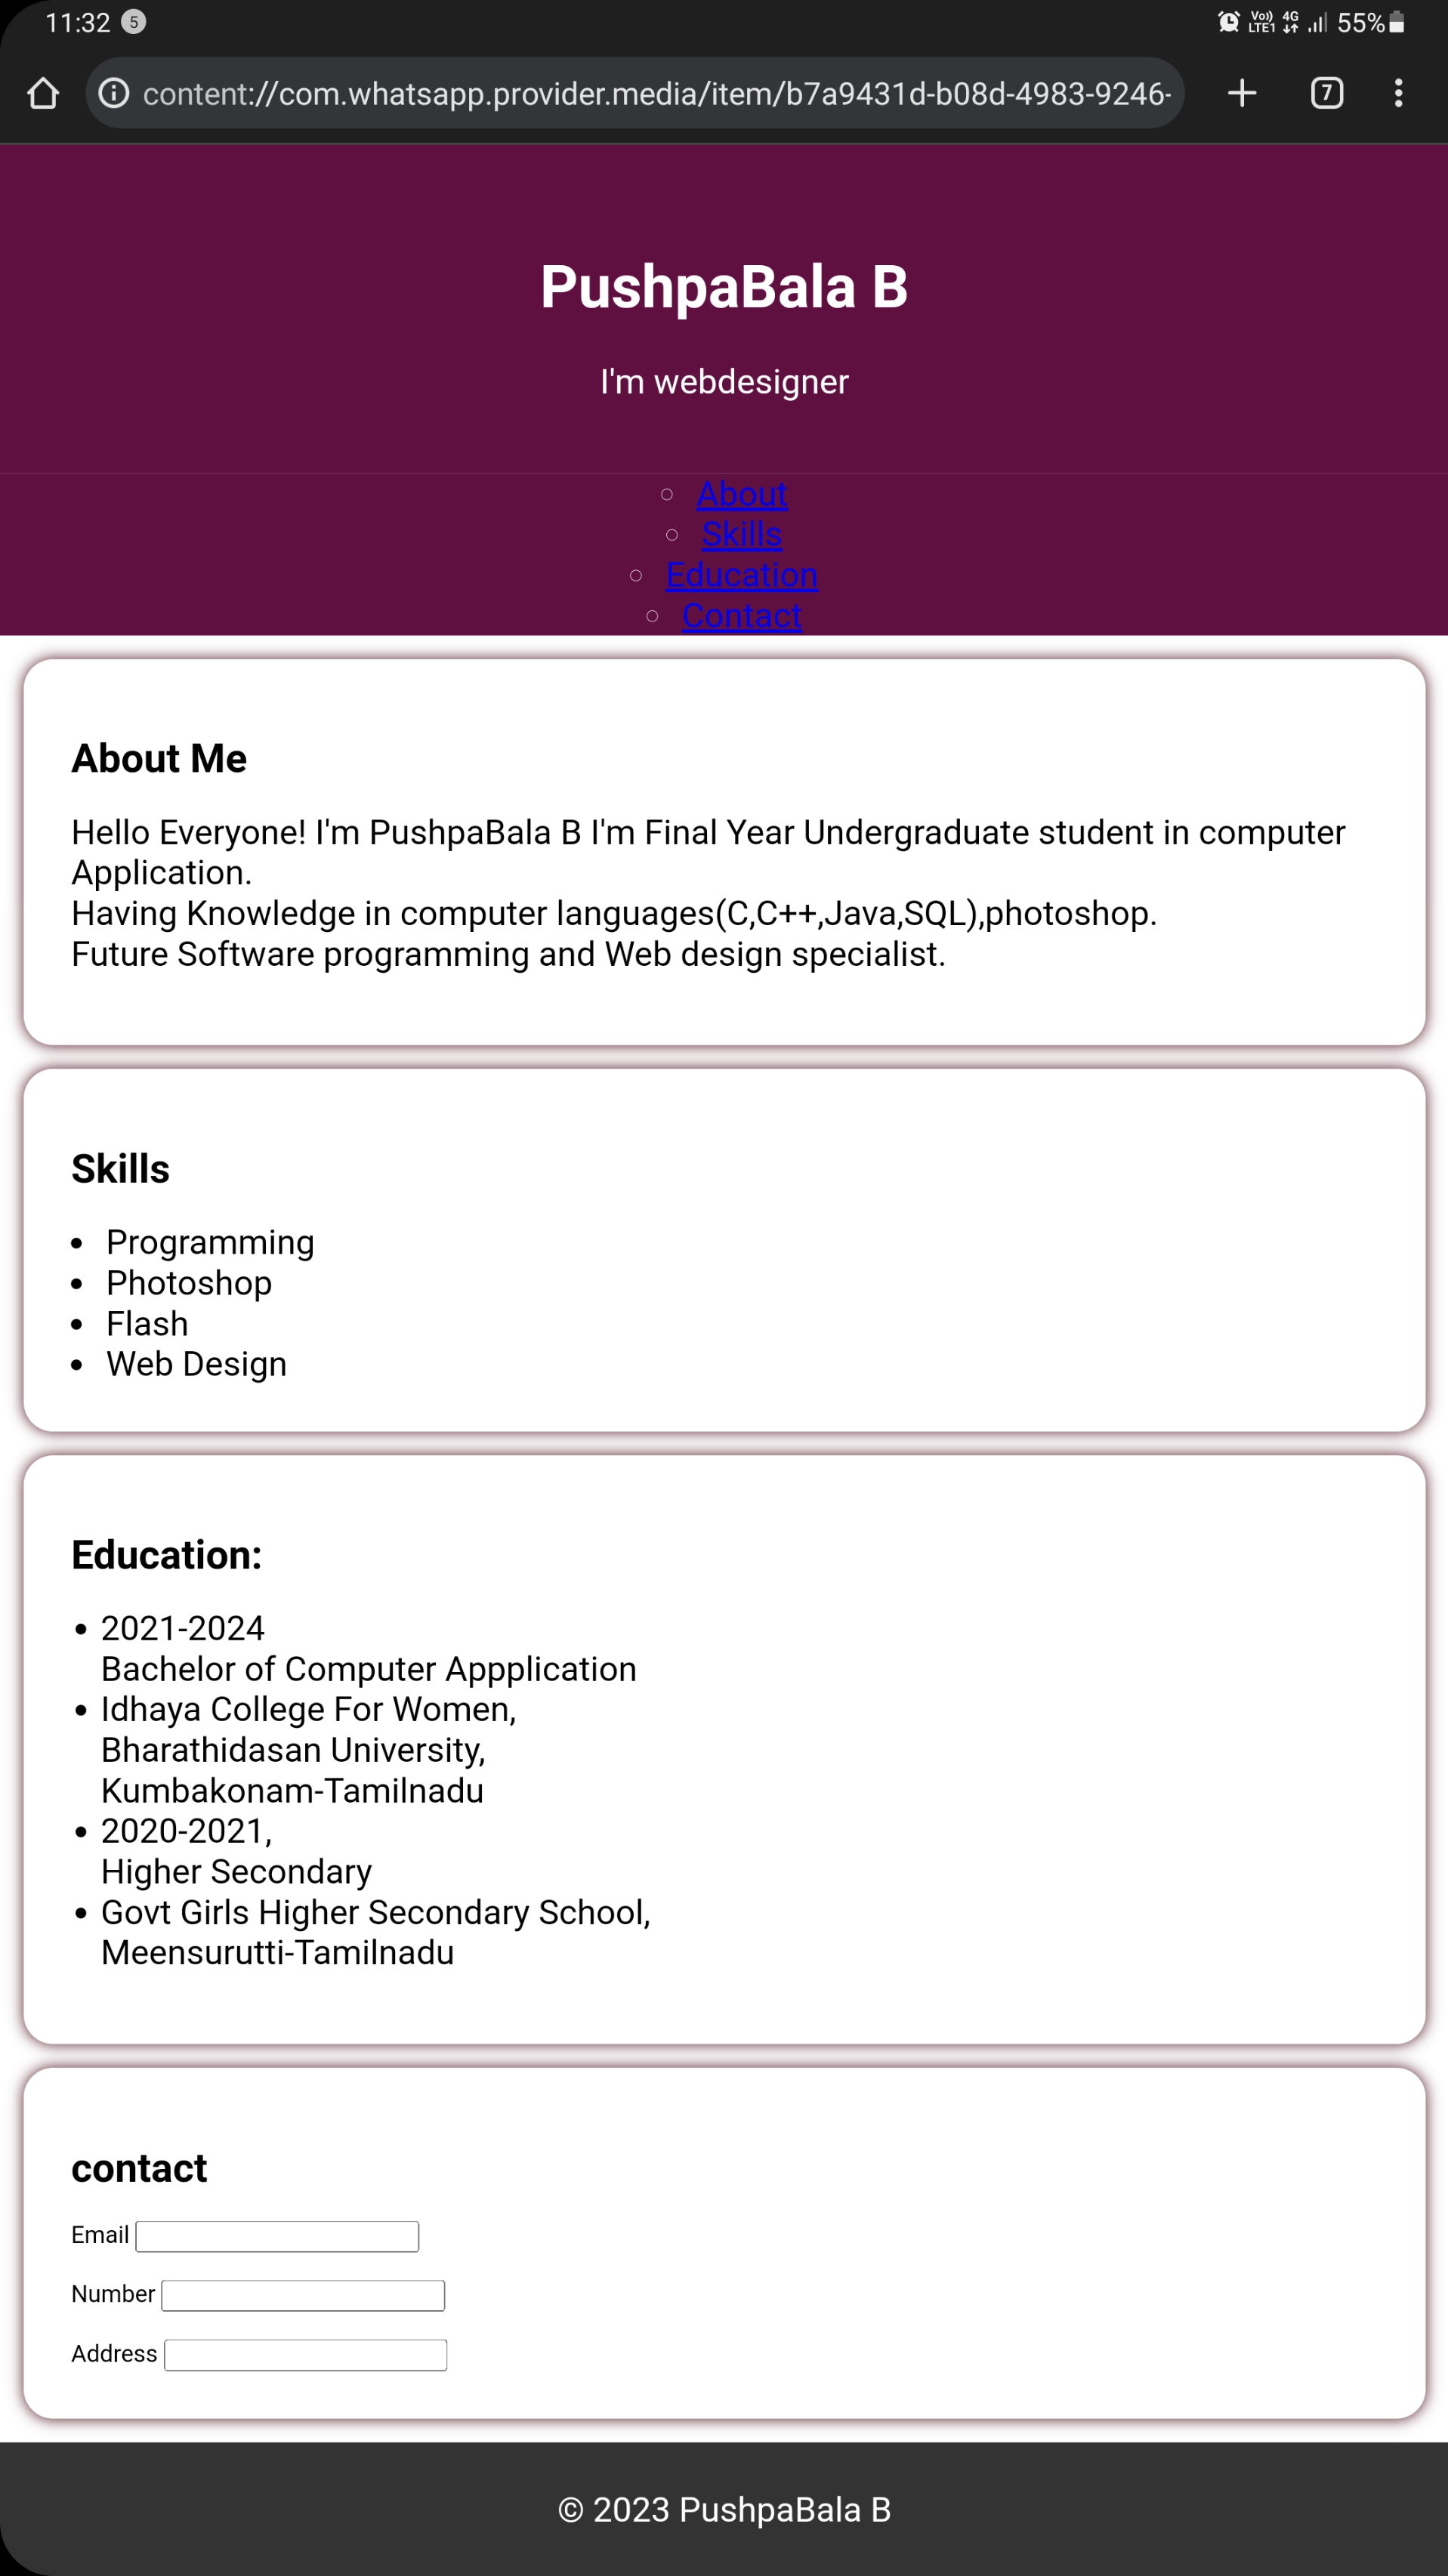 11:32 5 Vo)) LTE1 4G 55%
content://com.whatsapp.provider.media/item/b7a9431d-b08d-4983-9246- 7
PushpaBala B
I'm webdesigner
About
Skills
Education
Contact
About Me
Hello Everyone! I'm PushpaBala B I'm Final Year Undergraduate student in computer
Application.
Having Knowledge in computer languages(C,C++,Java,SQL),photoshop.
Future Software programming and Web design specialist.
Skills
Programming
Photoshop
Flash
Web Design
Education:
2021-2024
Bachelor of Computer Appplication
Idhaya College For Women,
Bharathidasan University,
Kumbakonam-Tamilnadu
2020-2021,
Higher Secondary
Govt Girls Higher Secondary School,
Meensurutti-Tamilnadu
contact
Email
Number
Address
© 2023 PushpaBala B